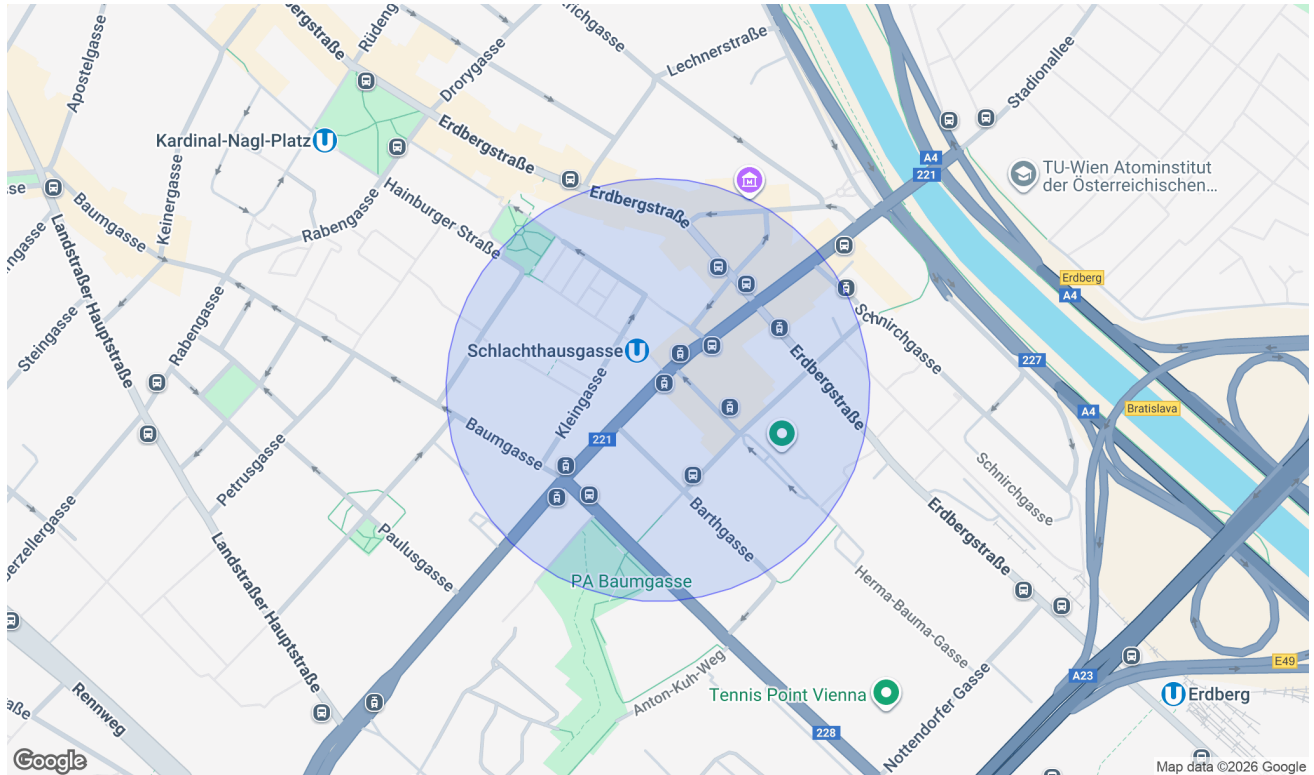 Apostelgasse
Erdbergstraße
Drorygasse
Lechnerstraße
Stadionallee
Kardinal-Nagl-Platz
Erdbergstraße
A4
221
TU-Wien Atominstitut
der Österreichischen...
Baumgasse
Keinergasse
Hainburger Straße
Rabengasse
Erdbergstraße
Landstraßer Hauptstraße
Steingasse
Rabengasse
Erdberg
A4
Schnirchgasse
227
Schlachthausgasse
Erdbergstraße
Kleingasse
A4
Bratislava
221
Baumgasse
Petrusgasse
Schnirchgasse
Barthgasse
Erdbergstraße
Paulusgasse
Landstraßer Hauptstraße
PA Baumgasse
Herma-Bauma-Gasse
Anton-Kuh-Weg
E49
A23
Erdberg
Tennis Point Vienna
Nottendorfer Gasse
Rennweg
228
Google
Map data ©2026 Google